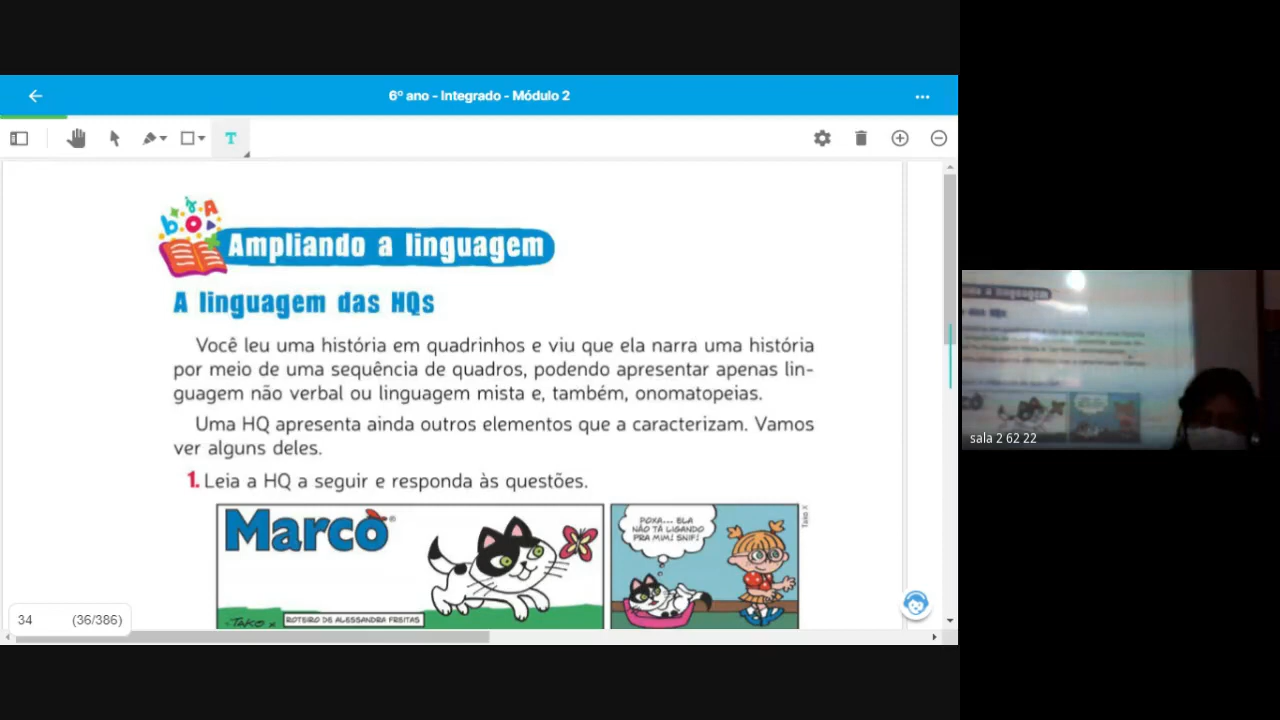 6º ano - Integrado - Módulo 2
T
Ampliando a linguagem
A linguagem das HQs
Você leu uma história em quadrinhos e viu que ela narra uma história
por meio de uma sequência de quadros, podendo apresentar apenas lin-
guagem não verbal ou linguagem mista e, também, onomatopeias.
Uma HQ apresenta ainda outros elementos que a caracterizam. Vamos
ver alguns deles.
1. Leia a HQ a seguir e responda às questões.
Marcò®
POXA... ELA
NÃO TÁ LIGANDO
PRA MIM! SNIF!
Tako X
TAKO X
ROTEIRO DE ALESSANDRA FREITAS
34 (36/386)
sala 2 62 22